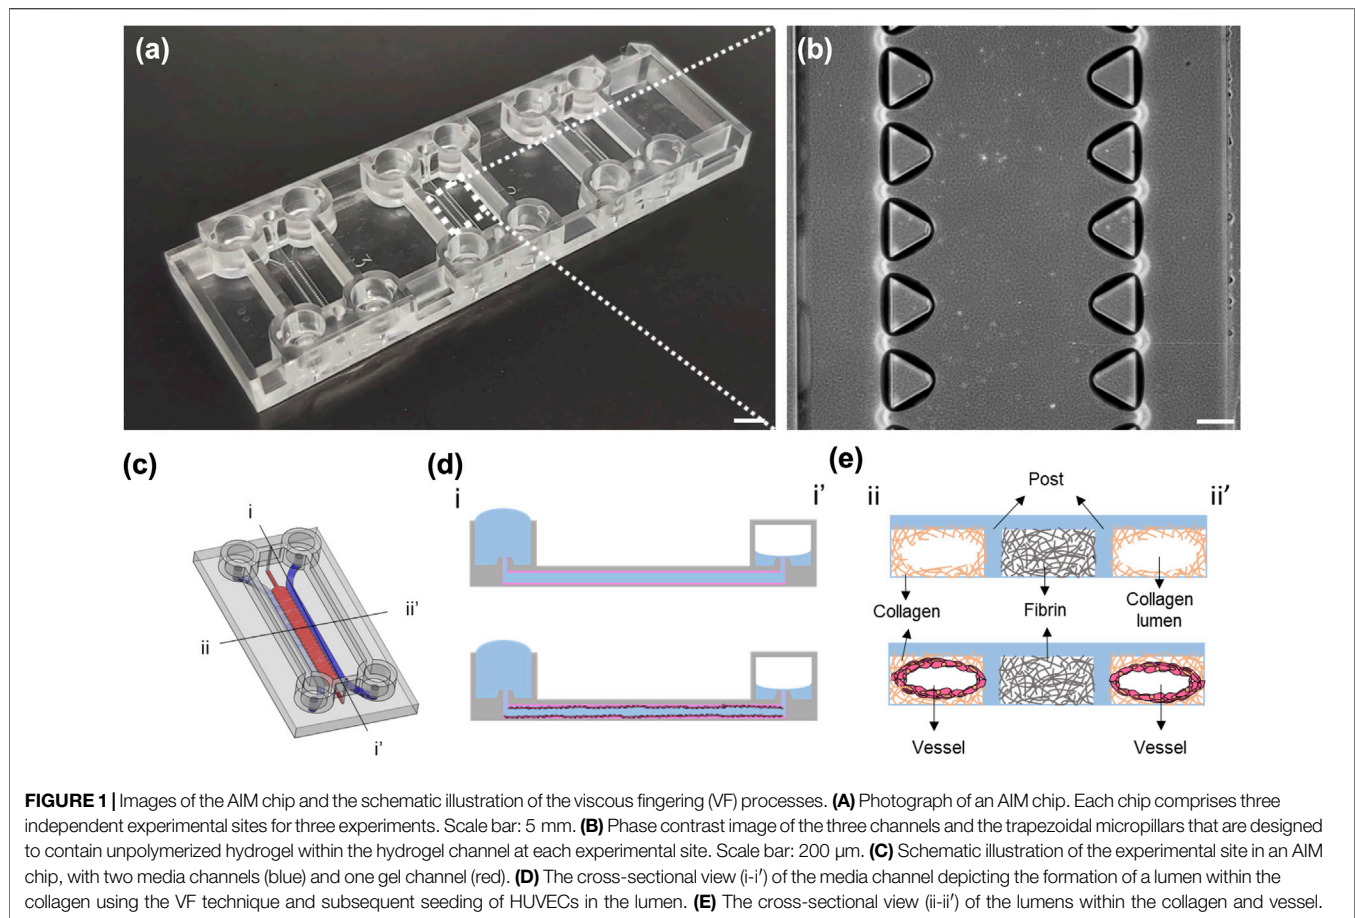 (a)
(b)
3
(c)
i
ii'
ii
i'
(d)
i
i’
(e)
ii
Post
ii′
Collagen
Fibrin
Collagen
lumen
Vessel
Vessel
FIGURE 1 | Images of the AIM chip and the schematic illustration of the viscous fingering (VF) processes. (A) Photograph of an AIM chip. Each chip comprises three
independent experimental sites for three experiments. Scale bar: 5 mm. (B) Phase contrast image of the three channels and the trapezoidal micropillars that are designed
to contain unpolymerized hydrogel within the hydrogel channel at each experimental site. Scale bar: 200 μm. (C) Schematic illustration of the experimental site in an AIM
chip, with two media channels (blue) and one gel channel (red). (D) The cross-sectional view (i-i′) of the media channel depicting the formation of a lumen within the
collagen using the VF technique and subsequent seeding of HUVECs in the lumen. (E) The cross-sectional view (ii-ii′) of the lumens within the collagen and vessel.